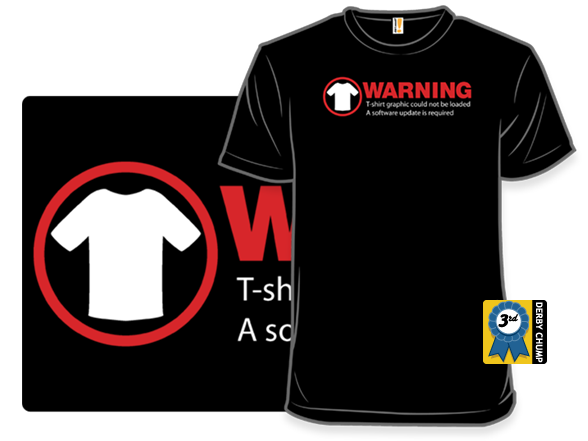 WARNING
T-shirt graphic could not be loaded
A software update is required
W
T-sh
A so
3rd
DERBY CHUMP